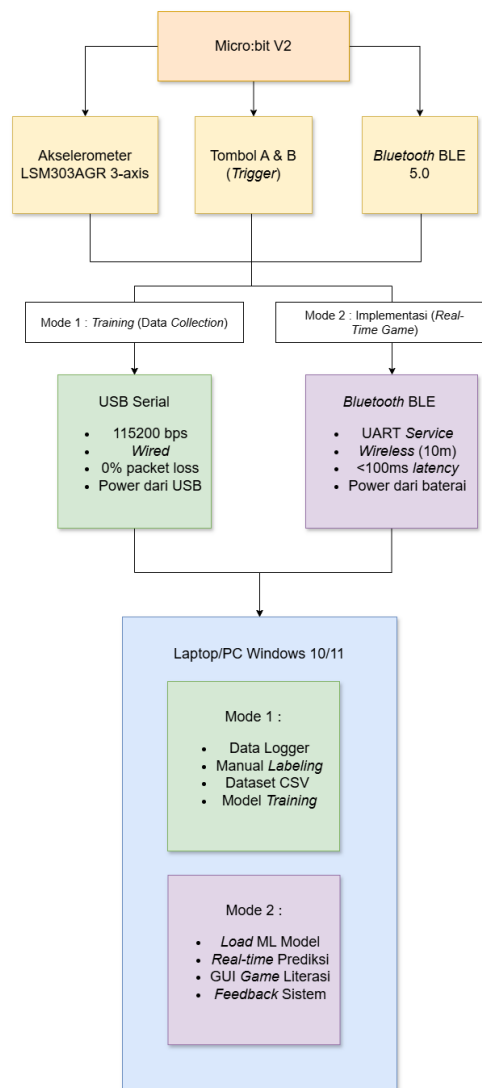 Micro:bit V2
Akselerometer
LSM303AGR 3-axis
Tombol A & B
(Trigger)
Bluetooth BLE
5.0
Mode 1 : Training (Data Collection)
Mode 2 : Implementasi (Real-
Time Game)
USB Serial
• 115200 bps
• Wired
• 0% packet loss
• Power dari USB
Bluetooth BLE
• UART Service
• Wireless (10m)
• <100ms latency
• Power dari baterai
Laptop/PC Windows 10/11
Mode 1 :
• Data Logger
• Manual Labeling
• Dataset CSV
• Model Training
Mode 2 :
• Load ML Model
• Real-time Prediksi
• GUI Game Literasi
• Feedback Sistem